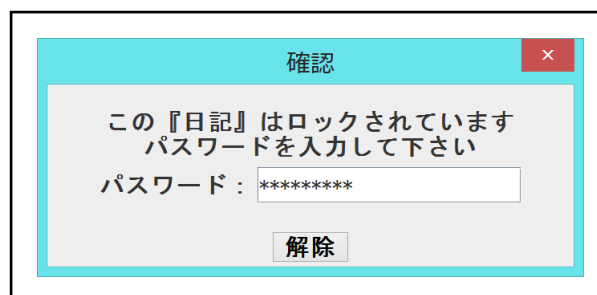 確認
×
この『日記』はロックされています
パスワードを入力して下さい
パスワード：*********
解除